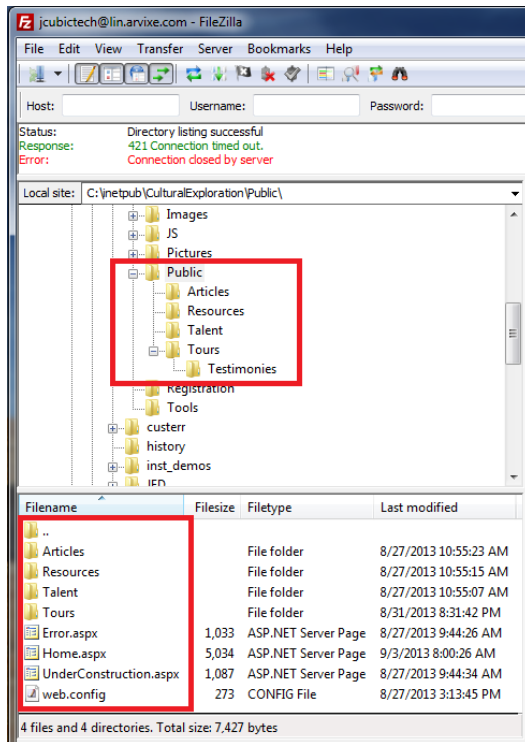 jcubictech@lin.arvixe.com - FileZilla
File Edit View Transfer Server Bookmarks Help
Host: Username: Password:
Status: Directory listing successful
Response: 421 Connection timed out.
Error: Connection closed by server
Local site: C:\inetpub\CulturalExploration\Public\
Images
JS
Pictures
Public
Articles
Resources
Talent
Tours
Testimonies
Registration
Tools
custerr
history
inst_demos
Filename Filesize Filetype Last modified
..
Articles File folder 8/27/2013 10:55:23 AM
Resources File folder 8/27/2013 10:55:15 AM
Talent File folder 8/27/2013 10:55:07 AM
Tours File folder 8/31/2013 8:31:42 PM
Error.aspx 1,033 ASP.NET Server Page 8/27/2013 9:44:26 AM
Home.aspx 5,034 ASP.NET Server Page 9/3/2013 8:00:26 AM
UnderConstruction.aspx 1,087 ASP.NET Server Page 8/27/2013 9:44:34 AM
web.config 273 CONFIG File 8/27/2013 3:13:45 PM
4 files and 4 directories. Total size: 7,427 bytes